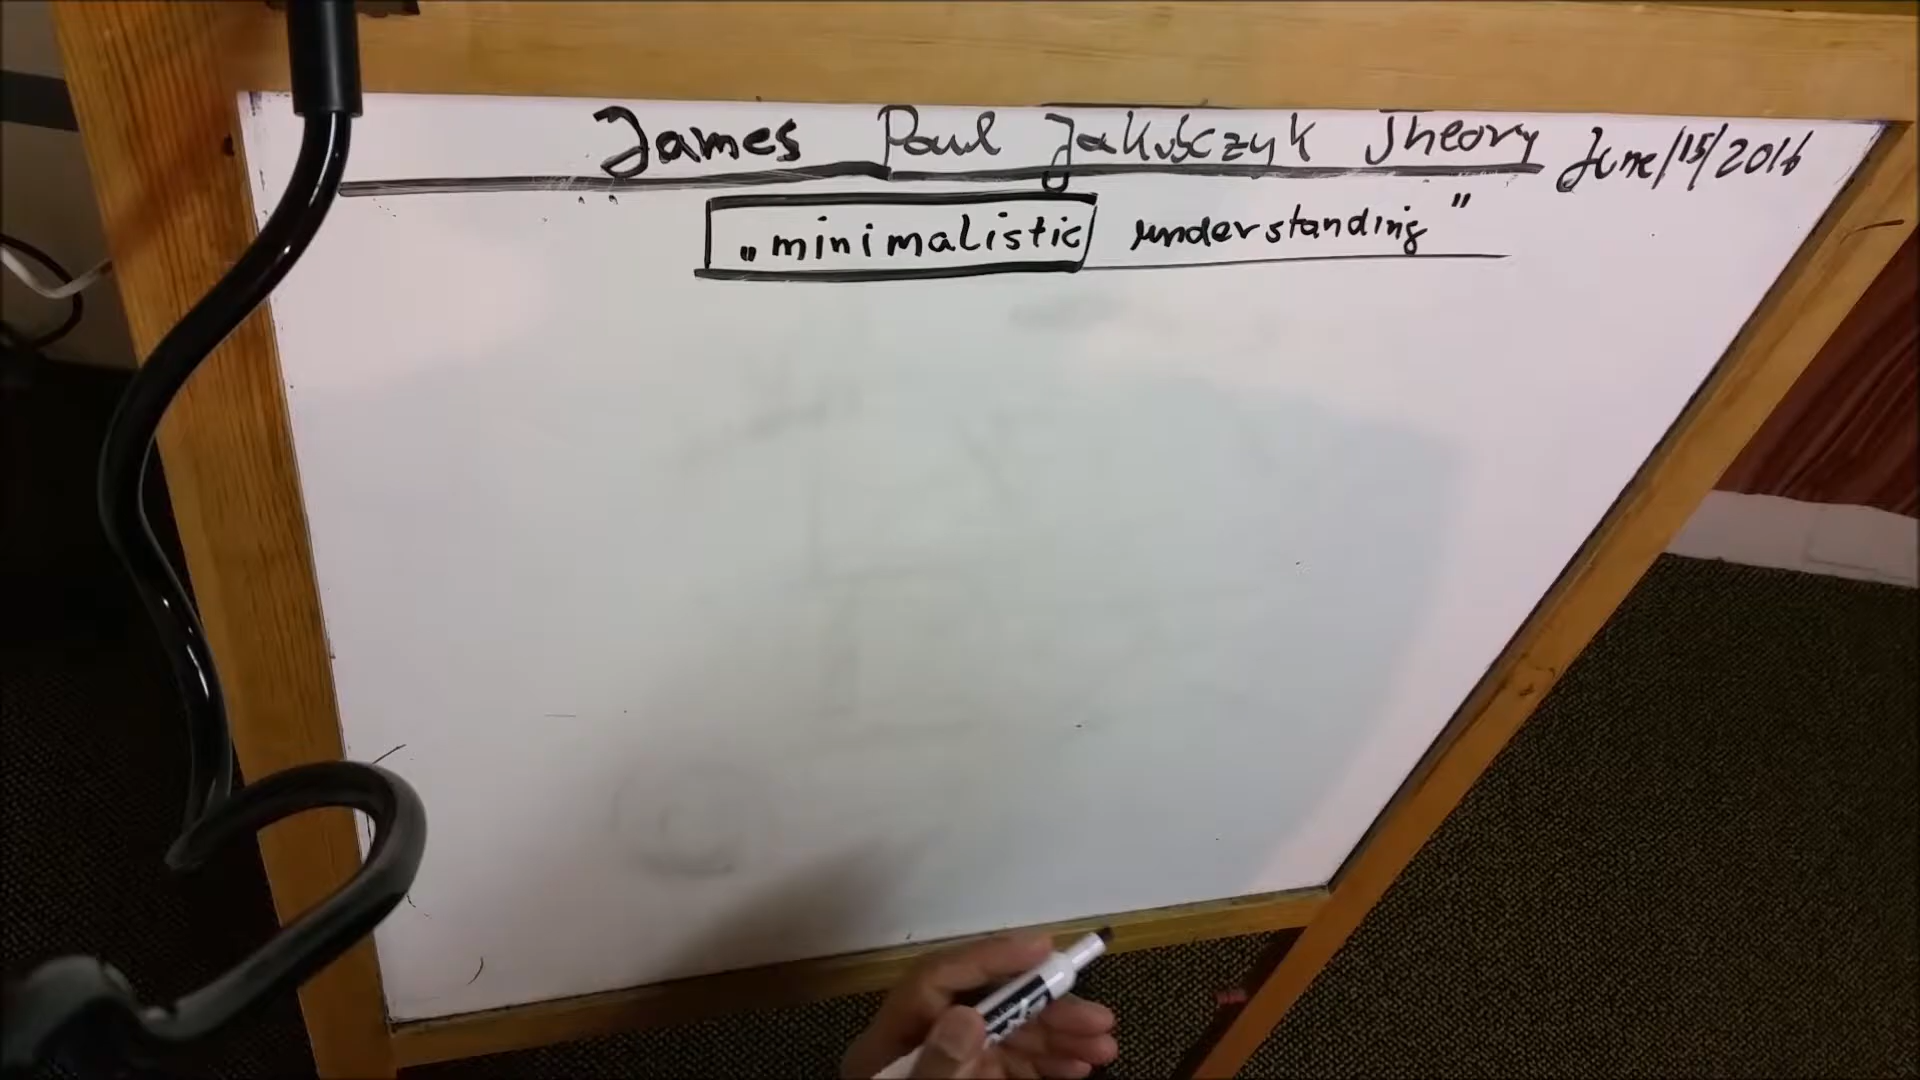 James Paul Jakubczyk Theory June/15/2016
„minimalistic understanding"